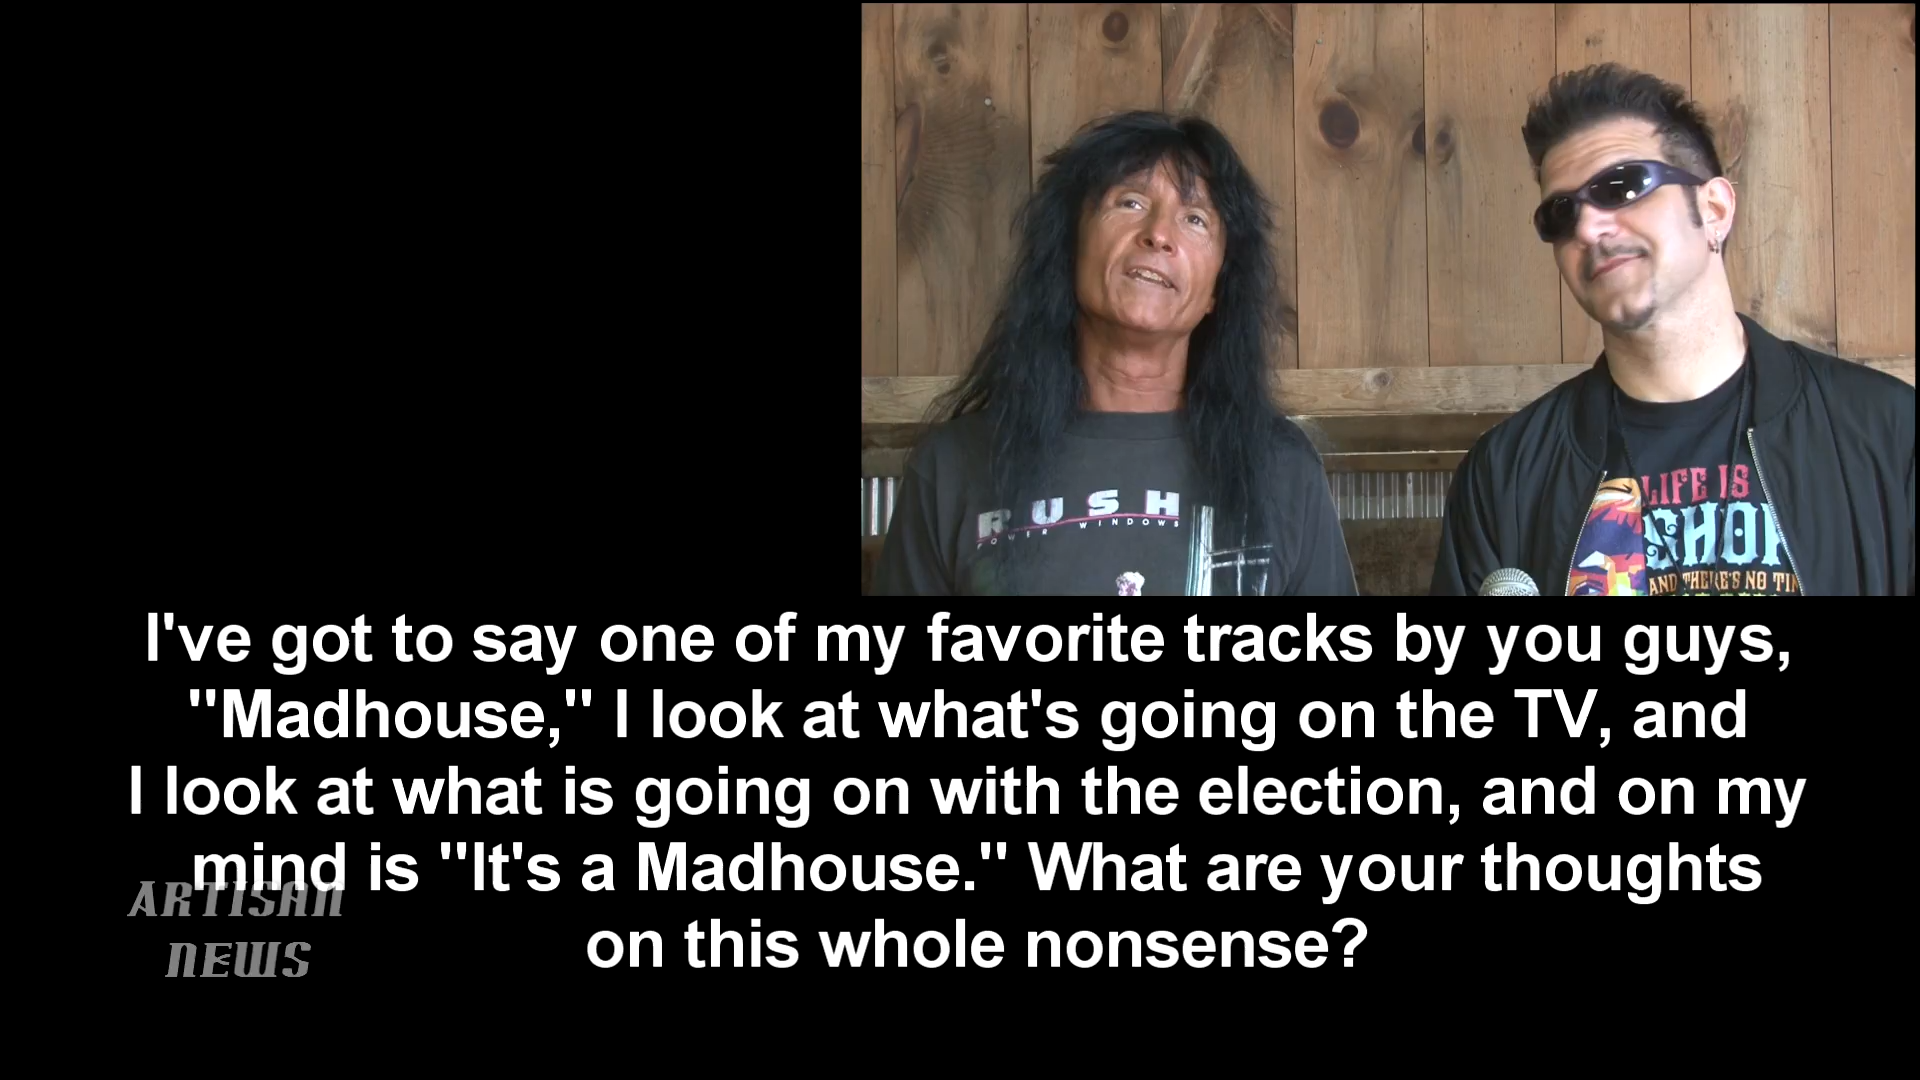 RUSH
POWER WINDOWS
LIFE IS
AND THERE'S NO
I've got to say one of my favorite tracks by you guys,
"Madhouse," I look at what's going on the TV, and
I look at what is going on with the election, and on my
mind is "It's a Madhouse." What are your thoughts
on this whole nonsense?
ARTISAN
NEWS